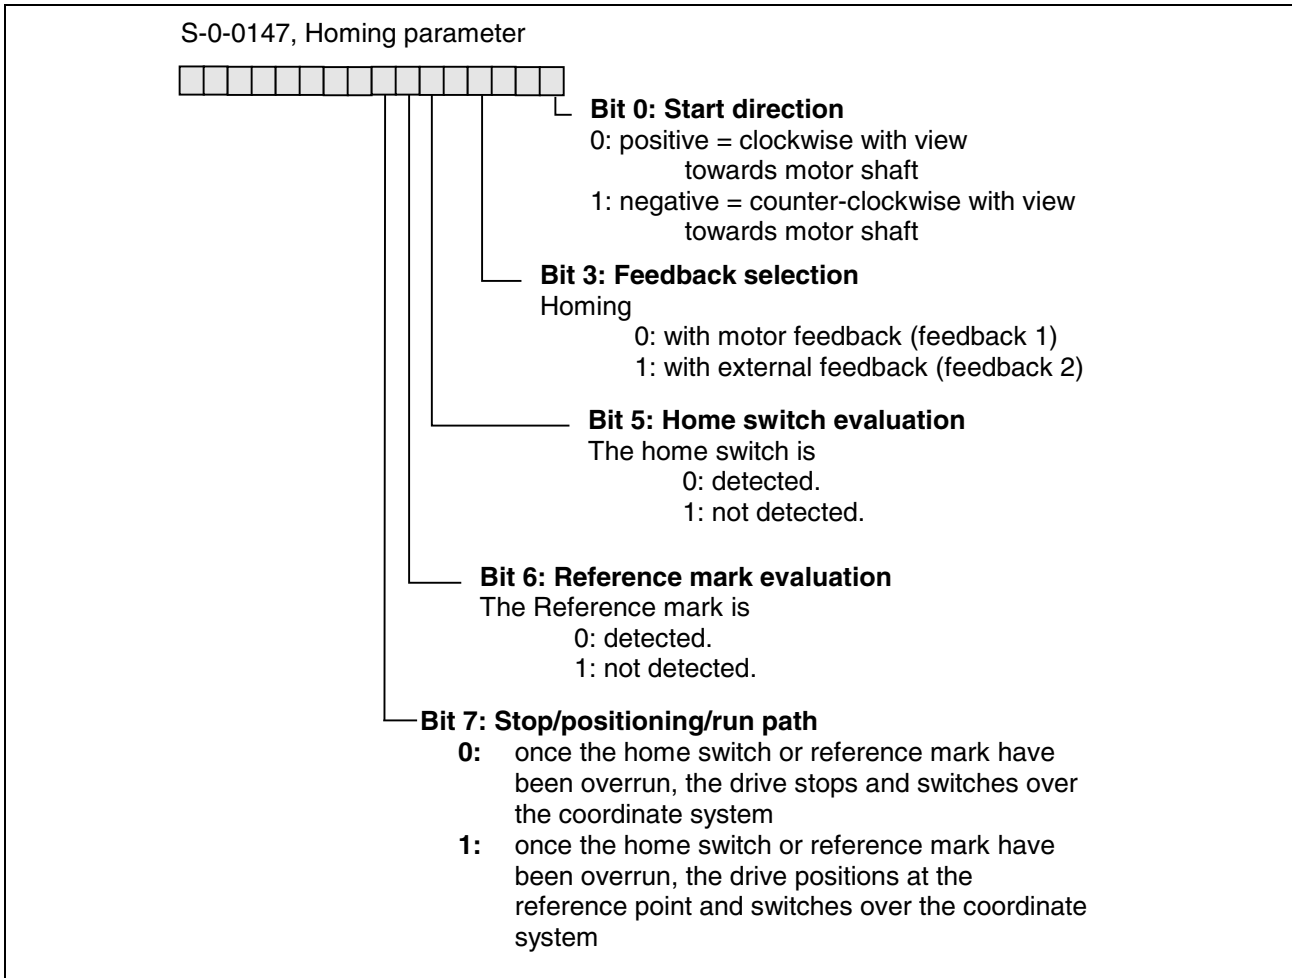 S-0-0147, Homing parameter
Bit 0: Start direction
0: positive = clockwise with view
towards motor shaft
1: negative = counter-clockwise with view
towards motor shaft
Bit 3: Feedback selection
Homing
0: with motor feedback (feedback 1)
1: with external feedback (feedback 2)
Bit 5: Home switch evaluation
The home switch is
0: detected.
1: not detected.
Bit 6: Reference mark evaluation
The Reference mark is
0: detected.
1: not detected.
Bit 7: Stop/positioning/run path
0: once the home switch or reference mark have
been overrun, the drive stops and switches over
the coordinate system
1: once the home switch or reference mark have
been overrun, the drive positions at the
reference point and switches over the coordinate
system